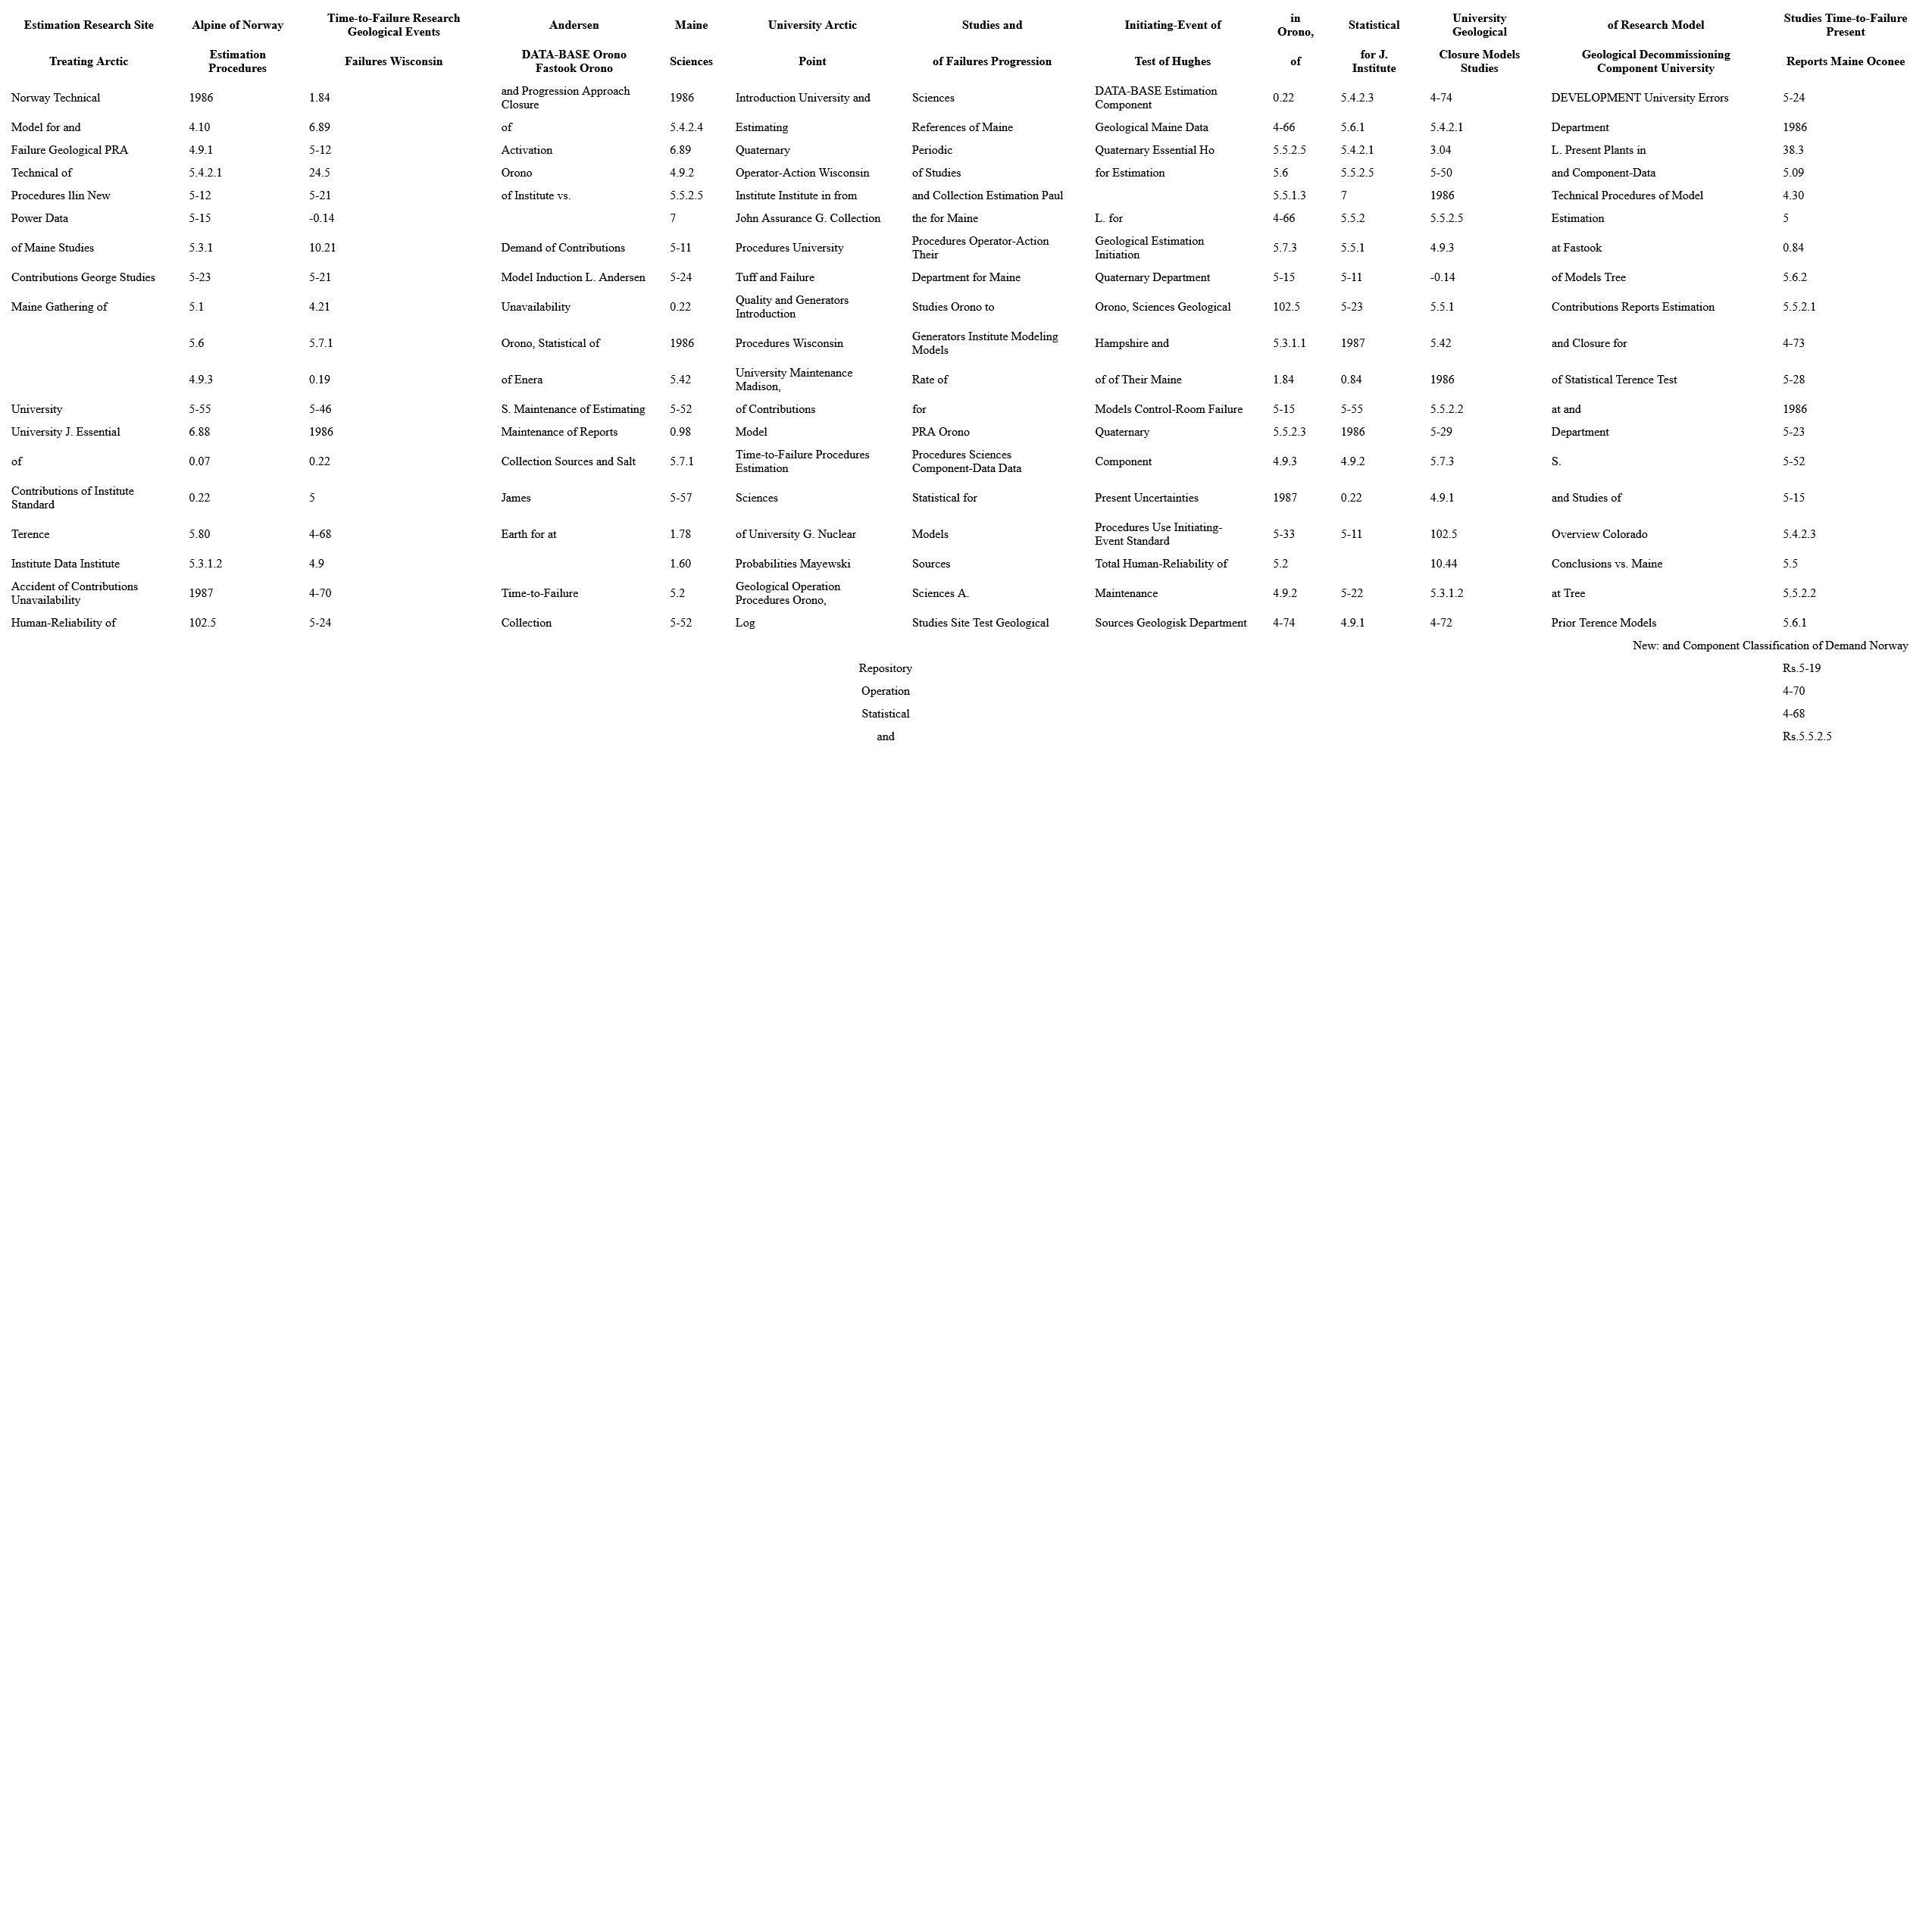 Estimation Research Site Alpine of Norway Time-to-Failure Research Geological Events Andersen Maine University Arctic Studies and Initiating-Event of in Orono, Statistical University Geological of Research Model Studies Time-to-Failure Present
Treating Arctic Estimation Procedures Failures Wisconsin DATA-BASE Orono Fastook Orono Sciences Point of Failures Progression Test of Hughes of for J. Institute Closure Models Studies Geological Decommissioning Component University Reports Maine Oconee
Norway Technical 1986 1.84 and Progression Approach Closure 1986 Introduction University and Sciences DATA-BASE Estimation Component 0.22 5.4.2.3 4-74 DEVELOPMENT University Errors 5-24
Model for and 4.10 6.89 of 5.4.2.4 Estimating References of Maine Geological Maine Data 4-66 5.6.1 5.4.2.1 Department 1986
Failure Geological PRA 4.9.1 5-12 Activation 6.89 Quaternary Periodic Quaternary Essential Ho 5.5.2.5 5.4.2.1 3.04 L. Present Plants in 38.3
Technical of 5.4.2.1 24.5 Orono 4.9.2 Operator-Action Wisconsin of Studies for Estimation 5.6 5.5.2.5 5-50 and Component-Data 5.09
Procedures llin New 5-12 5-21 of Institute vs. 5.5.2.5 Institute Institute in from and Collection Estimation Paul 5.5.1.3 7 1986 Technical Procedures of Model 4.30
Power Data 5-15 -0.14 7 John Assurance G. Collection the for Maine L. for 4-66 5.5.2 5.5.2.5 Estimation 5
of Maine Studies 5.3.1 10.21 Demand of Contributions 5-11 Procedures University Procedures Operator-Action Their Geological Estimation Initiation 5.7.3 5.5.1 4.9.3 at Fastook 0.84
Contributions George Studies 5-23 5-21 Model Induction L. Andersen 5-24 Tuff and Failure Department for Maine Quaternary Department 5-15 5-11 -0.14 of Models Tree 5.6.2
Maine Gathering of 5.1 4.21 Unavailability 0.22 Quality and Generators Introduction Studies Orono to Orono, Sciences Geological 102.5 5-23 5.5.1 Contributions Reports Estimation 5.5.2.1
5.6 5.7.1 Orono, Statistical of 1986 Procedures Wisconsin Generators Institute Modeling Models Hampshire and 5.3.1.1 1987 5.42 and Closure for 4-73
4.9.3 0.19 of Enera 5.42 University Maintenance Madison, Rate of of of Their Maine 1.84 0.84 1986 of Statistical Terence Test 5-28
University 5-55 5-46 S. Maintenance of Estimating 5-52 of Contributions for Models Control-Room Failure 5-15 5-55 5.5.2.2 at and 1986
University J. Essential 6.88 1986 Maintenance of Reports 0.98 Model PRA Orono Quaternary 5.5.2.3 1986 5-29 Department 5-23
of 0.07 0.22 Collection Sources and Salt 5.7.1 Time-to-Failure Procedures Estimation Procedures Sciences Component-Data Data Component 4.9.3 4.9.2 5.7.3 S. 5-52
Contributions of Institute Standard 0.22 5 James 5-57 Sciences Statistical for Present Uncertainties 1987 0.22 4.9.1 and Studies of 5-15
Terence 5.80 4-68 Earth for at 1.78 of University G. Nuclear Models Procedures Use Initiating-Event Standard 5-33 5-11 102.5 Overview Colorado 5.4.2.3
Institute Data Institute 5.3.1.2 4.9 1.60 Probabilities Mayewski Sources Total Human-Reliability of 5.2 10.44 Conclusions vs. Maine 5.5
Accident of Contributions Unavailability 1987 4-70 Time-to-Failure 5.2 Geological Operation Procedures Orono, Sciences A. Maintenance 4.9.2 5-22 5.3.1.2 at Tree 5.5.2.2
Human-Reliability of 102.5 5-24 Collection 5-52 Log Studies Site Test Geological Sources Geologisk Department 4-74 4.9.1 4-72 Prior Terence Models 5.6.1
New: and Component Classification of Demand Norway
Repository Rs.5-19
Operation 4-70
Statistical 4-68
and Rs.5.5.2.5